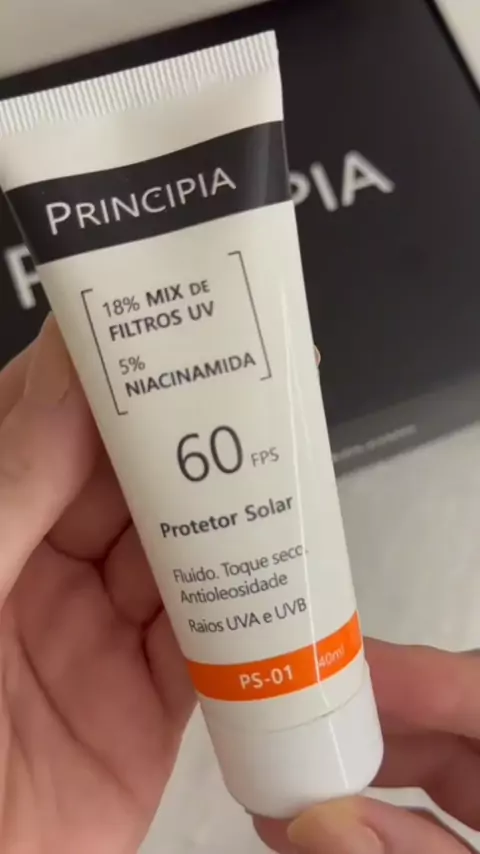 PRINCIPIA
PIA
18% MIX DE
FILTROS UV
5%
NIACINAMIDA
60 FPS
Protetor Solar
Fluido. Toque seco.
Antioleosidade
Raios UVA e UVB
PS-01 40ml